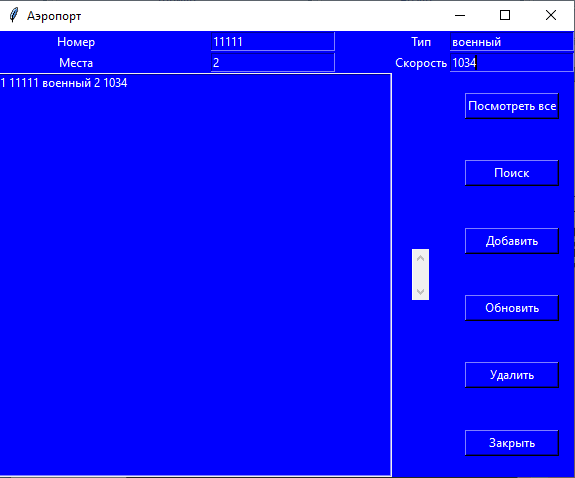 Аэропорт
Номер 11111 Тип военный
Места 2 Скорость 1034
1 11111 военный 2 1034
Посмотреть все
Поиск
Добавить
Обновить
Удалить
Закрыть